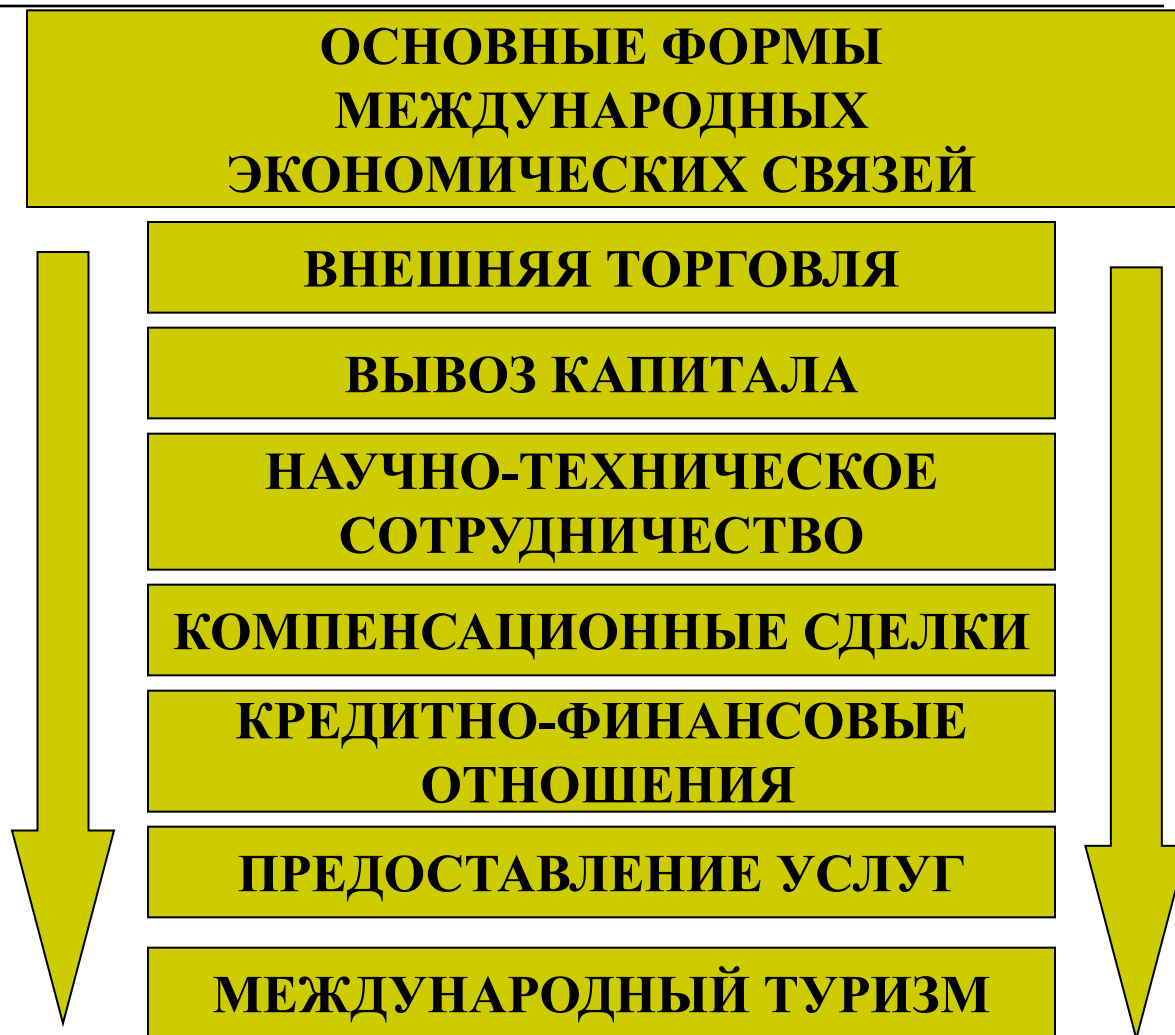 ОСНОВНЫЕ ФОРМЫ
МЕЖДУНАРОДНЫХ
ЭКОНОМИЧЕСКИХ СВЯЗЕЙ
ВНЕШНЯЯ ТОРГОВЛЯ
ВЫВОЗ КАПИТАЛА
НАУЧНО-ТЕХНИЧЕСКОЕ
СОТРУДНИЧЕСТВО
КОМПЕНСАЦИОННЫЕ СДЕЛКИ
КРЕДИТНО-ФИНАНСОВЫЕ
ОТНОШЕНИЯ
ПРЕДОСТАВЛЕНИЕ УСЛУГ
МЕЖДУНАРОДНЫЙ ТУРИЗМ